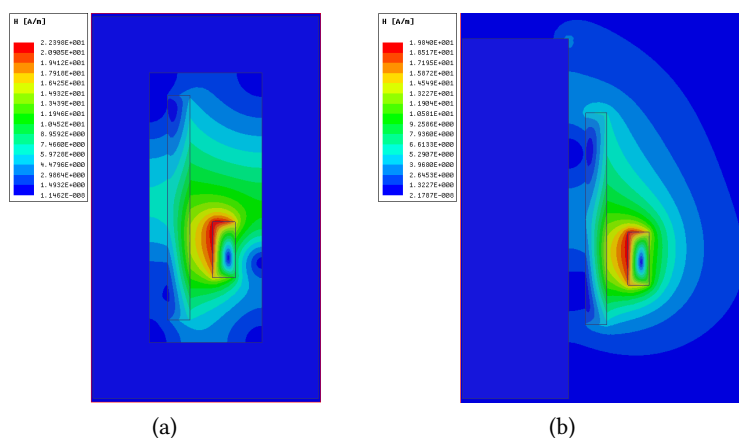 H [A/m]
2.2398E+001
2.0905E+001
1.9412E+001
1.7918E+001
1.6425E+001
1.4932E+001
1.3439E+001
1.1946E+001
1.0452E+001
8.9592E+000
7.4660E+000
5.9728E+000
4.4796E+000
2.9864E+000
1.4932E+000
1.1462E-008
(a)
H [A/m]
1.9840E+001
1.8517E+001
1.7195E+001
1.5872E+001
1.4549E+001
1.3227E+001
1.1904E+001
1.0581E+001
9.2586E+000
7.9360E+000
6.6133E+000
5.2907E+000
3.9680E+000
2.6453E+000
1.3227E+000
2.1787E-008
(b)